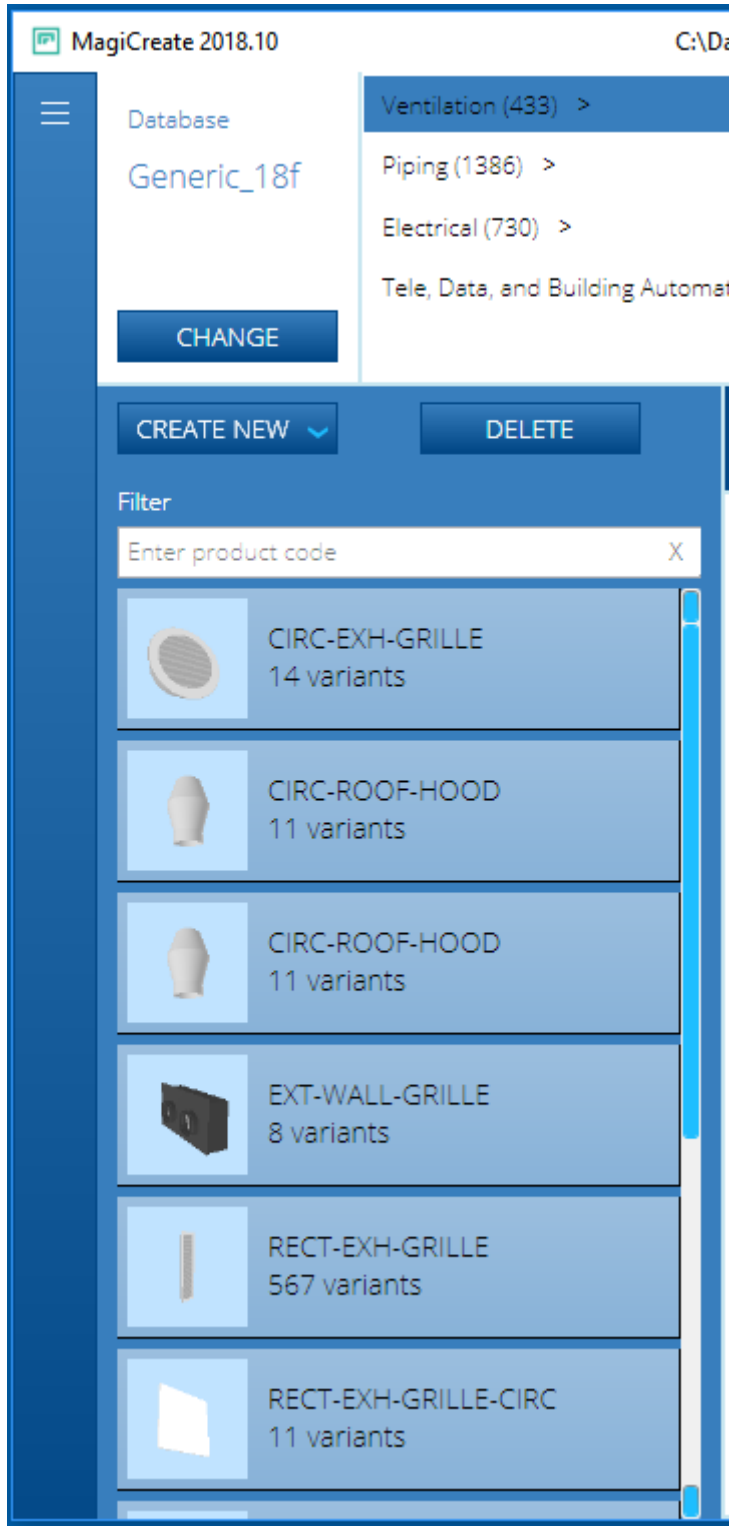 MagiCreate 2018.10
C:\Da
Database
Generic_18f
CHANGE
Ventilation (433) >
Piping (1386) >
Electrical (730) >
Tele, Data, and Building Automat
CREATE NEW
DELETE
Filter
Enter product code X
CIRC-EXH-GRILLE
14 variants
CIRC-ROOF-HOOD
11 variants
CIRC-ROOF-HOOD
11 variants
EXT-WALL-GRILLE
8 variants
RECT-EXH-GRILLE
567 variants
RECT-EXH-GRILLE-CIRC
11 variants